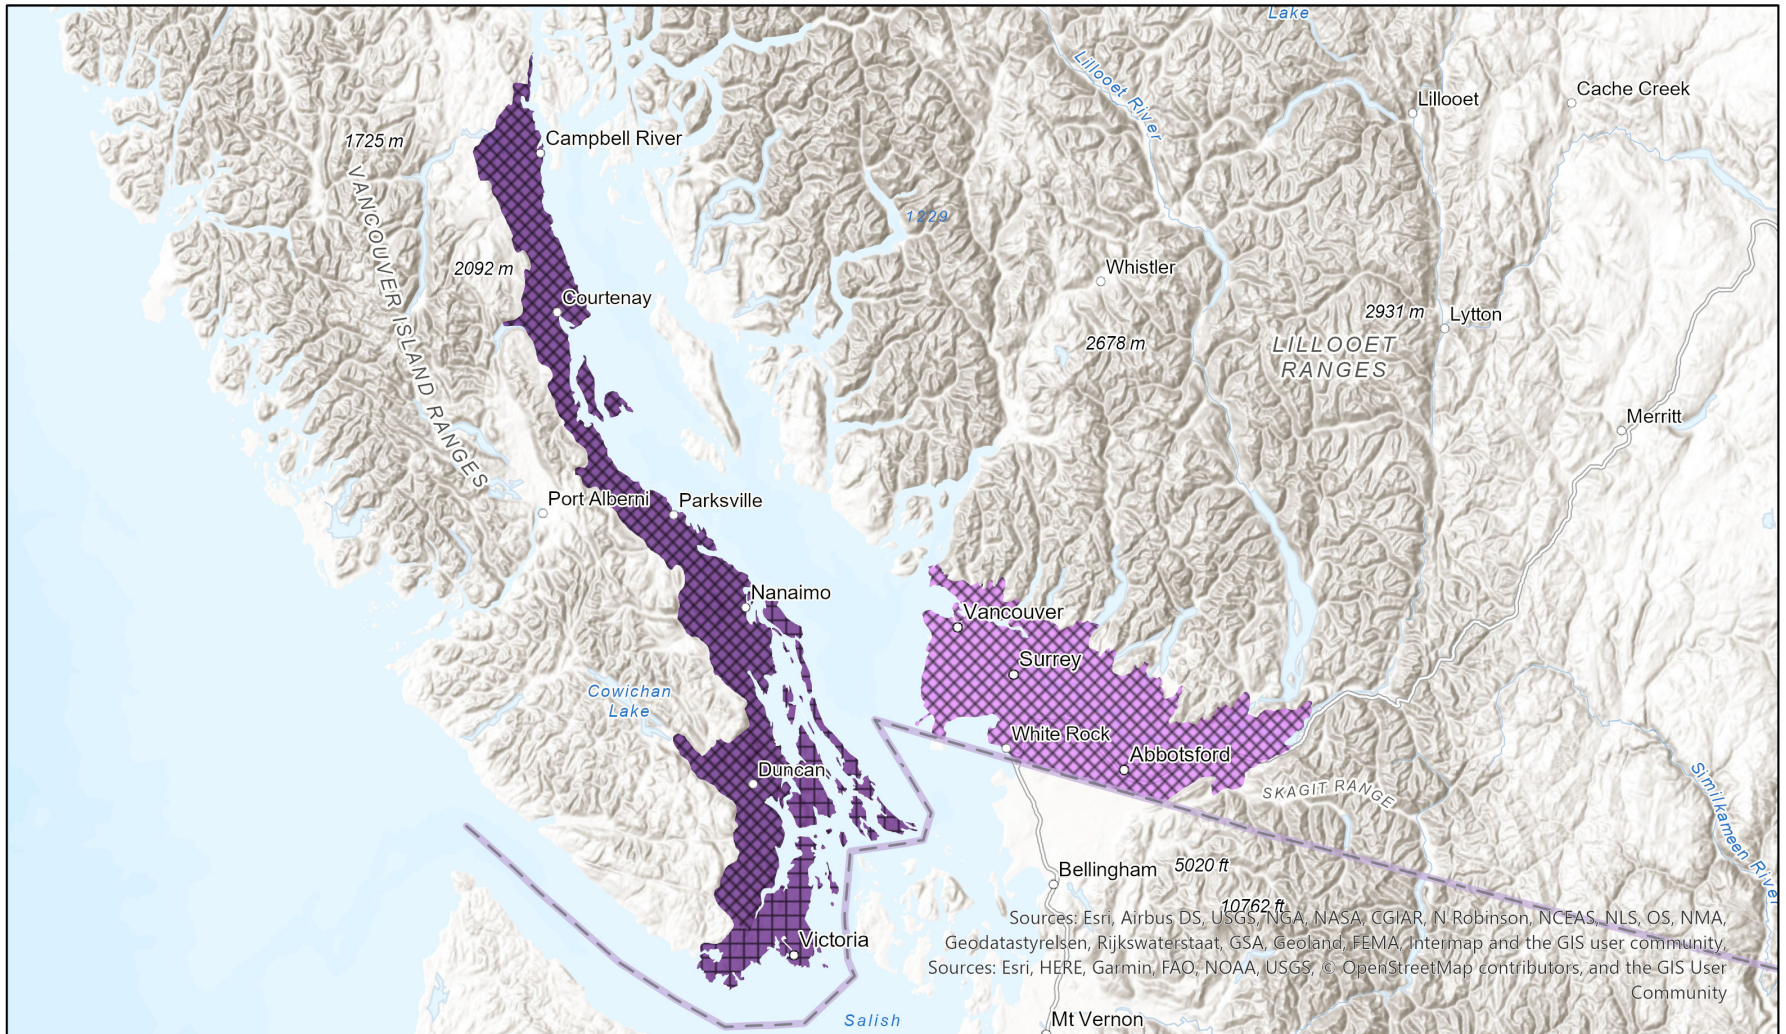 Lake
Lillooet River
Lillooet
Cache Creek
1725 m
Campbell River
VANCOUVER ISLAND RANGES
1229
2092 m
Whistler
Courtenay
2931 m
Lytton
2678 m
LILLOOET
RANGES
Merritt
Port Alberni
Parksville
Nanaimo
Vancouver
Surrey
Cowichan
Lake
White Rock
Abbotsford
Duncan
SKAGIT RANGE
Similkameen River
Bellingham
5020 ft
10762 ft
Sources: Esri, Airbus DS, USGS, NGA, NASA, CGIAR, N Robinson, NCEAS, NLS, OS, NMA,
Geodatastyrelsen, Rijkswaterstaat, GSA, Geoland, FEMA, Intermap and the GIS user community,
Sources: Esri, HERE, Garmin, FAO, NOAA, USGS, © OpenStreetMap contributors, and the GIS User
Community
Victoria
Salish
Mt Vernon